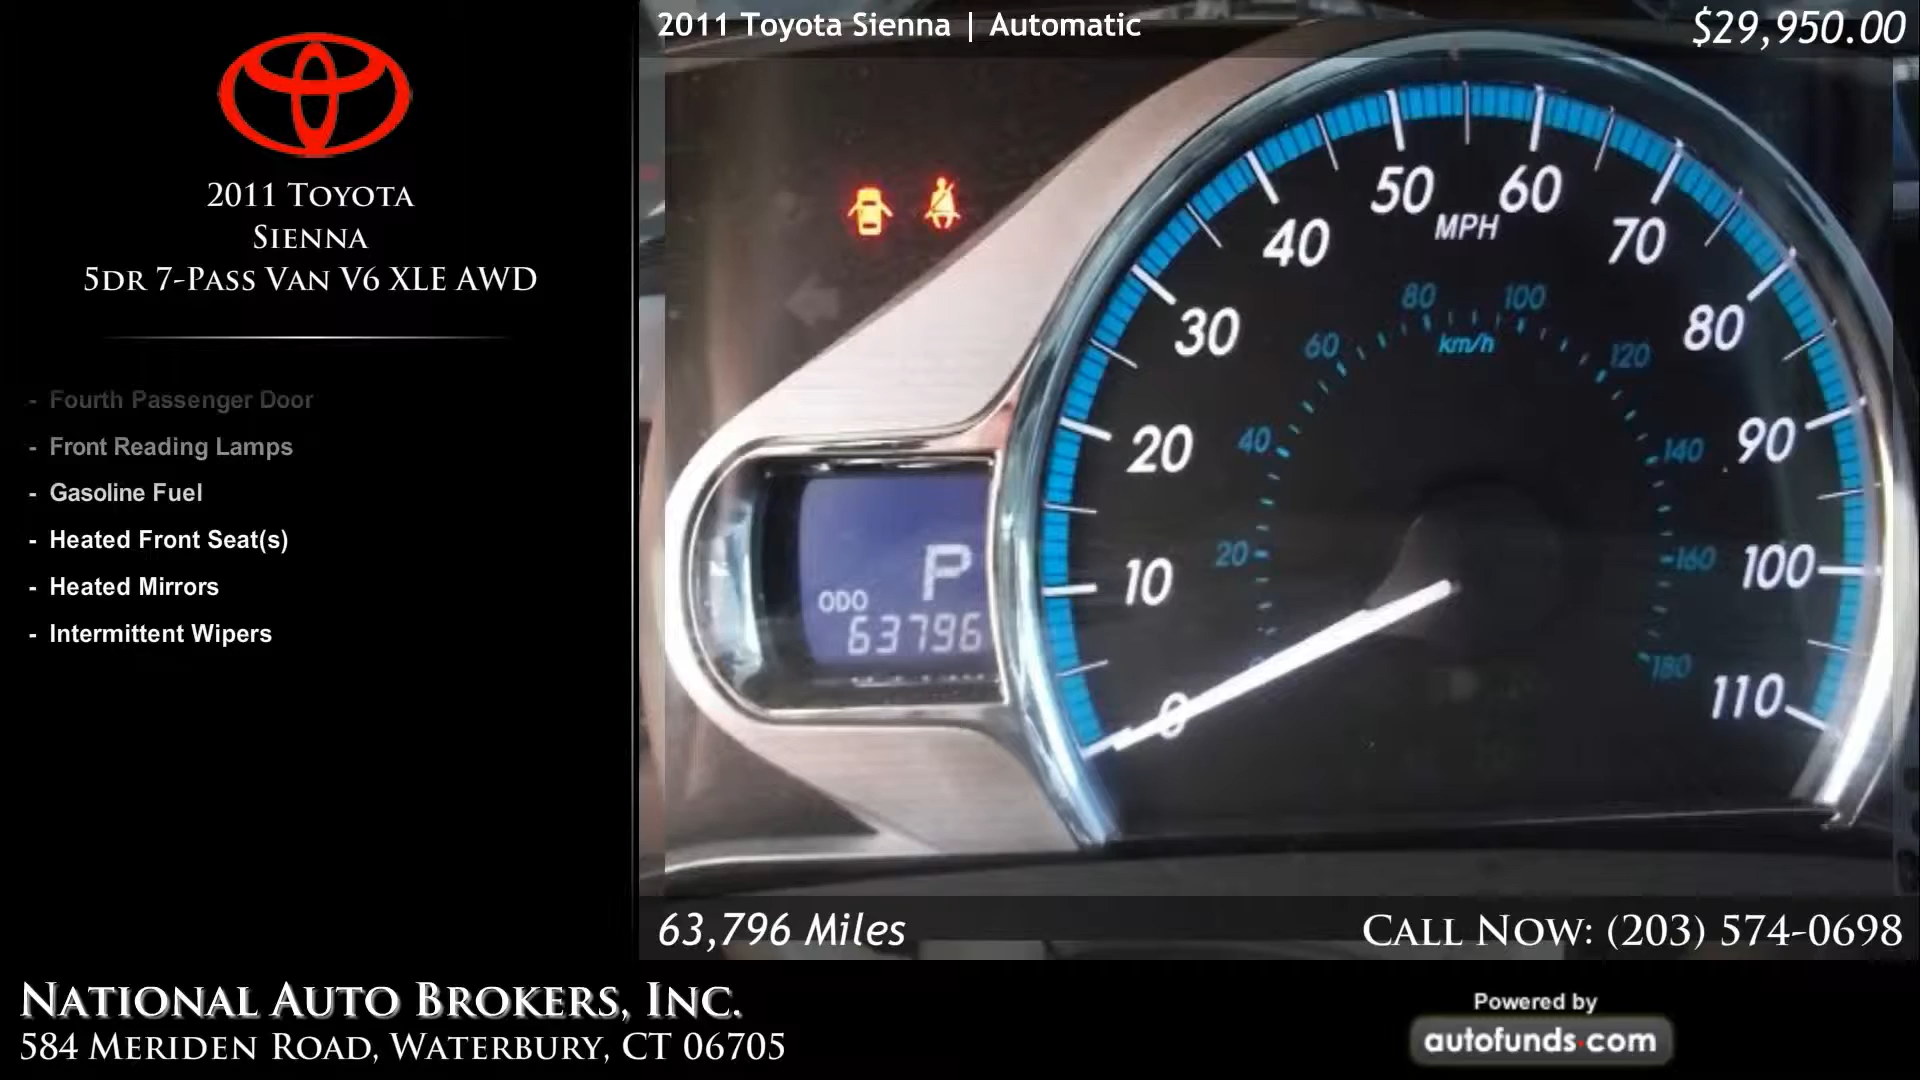 2011 Toyota Sienna | Automatic
$29,950.00
2011 Toyota
Sienna
5dr 7-Pass Van V6 XLE AWD
- Fourth Passenger Door
- Front Reading Lamps
- Gasoline Fuel
- Heated Front Seat(s)
- Heated Mirrors
- Intermittent Wipers
0 10 20 30 40 50 60 70 80 90 100 110
MPH
20 40 60 80 100 120 140 160 180
km/h
P
ODO
63796
63,796 Miles
Call Now: (203) 574-0698
National Auto Brokers, Inc.
584 Meriden Road, Waterbury, CT 06705
Powered by
autofunds.com